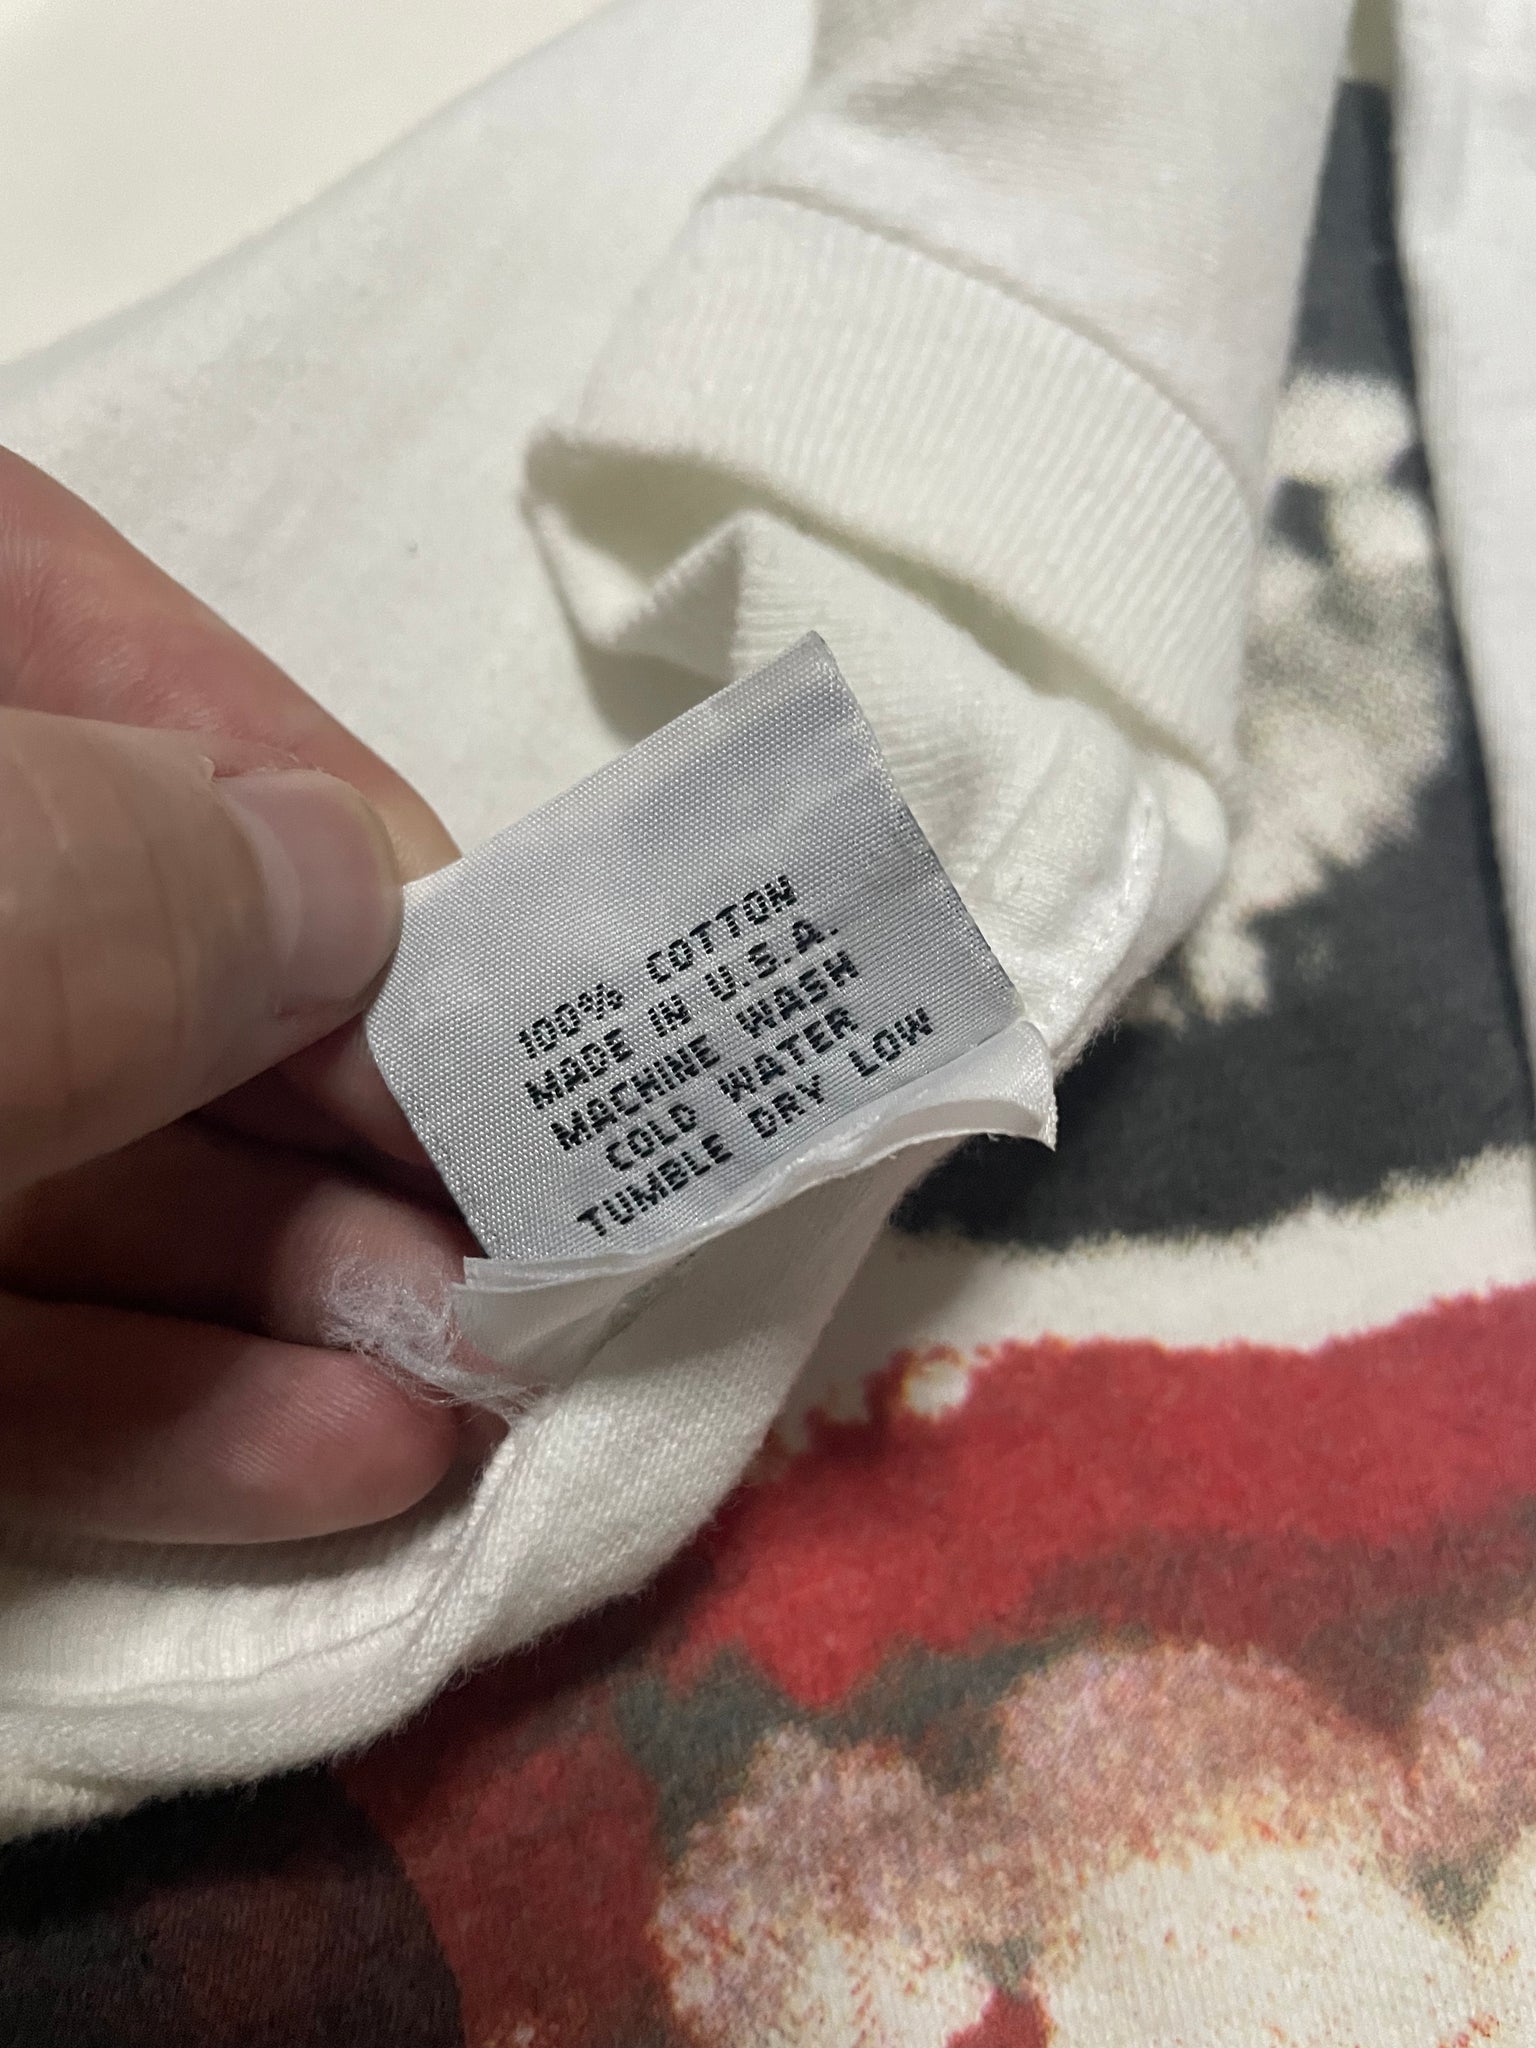 100% COTTON
MADE IN U.S.A.
MACHINE WASH
COLD WATER
TUMBLE DRY LOW